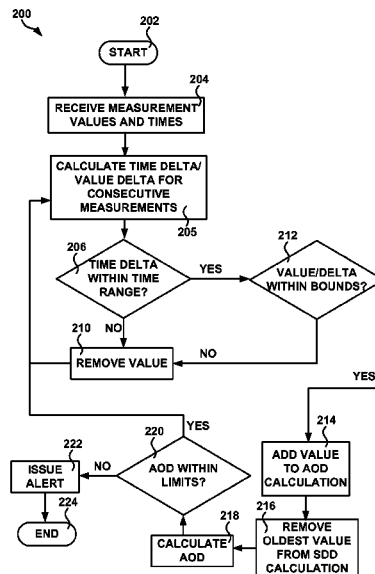 200
202
START
204
RECEIVE MEASUREMENT
VALUES AND TIMES
CALCULATE TIME DELTA/
VALUE DELTA FOR
CONSECUTIVE
MEASUREMENTS
205
206
TIME DELTA
WITHIN TIME
RANGE?
YES
212
VALUE/DELTA
WITHIN BOUNDS?
NO
210
REMOVE VALUE
NO
YES
YES
214
ADD VALUE
TO AOD
CALCULATION
216
REMOVE
OLDEST VALUE
FROM SDD
CALCULATION
218
CALCULATE
AOD
220
AOD WITHIN
LIMITS?
NO
222
ISSUE
ALERT
224
END